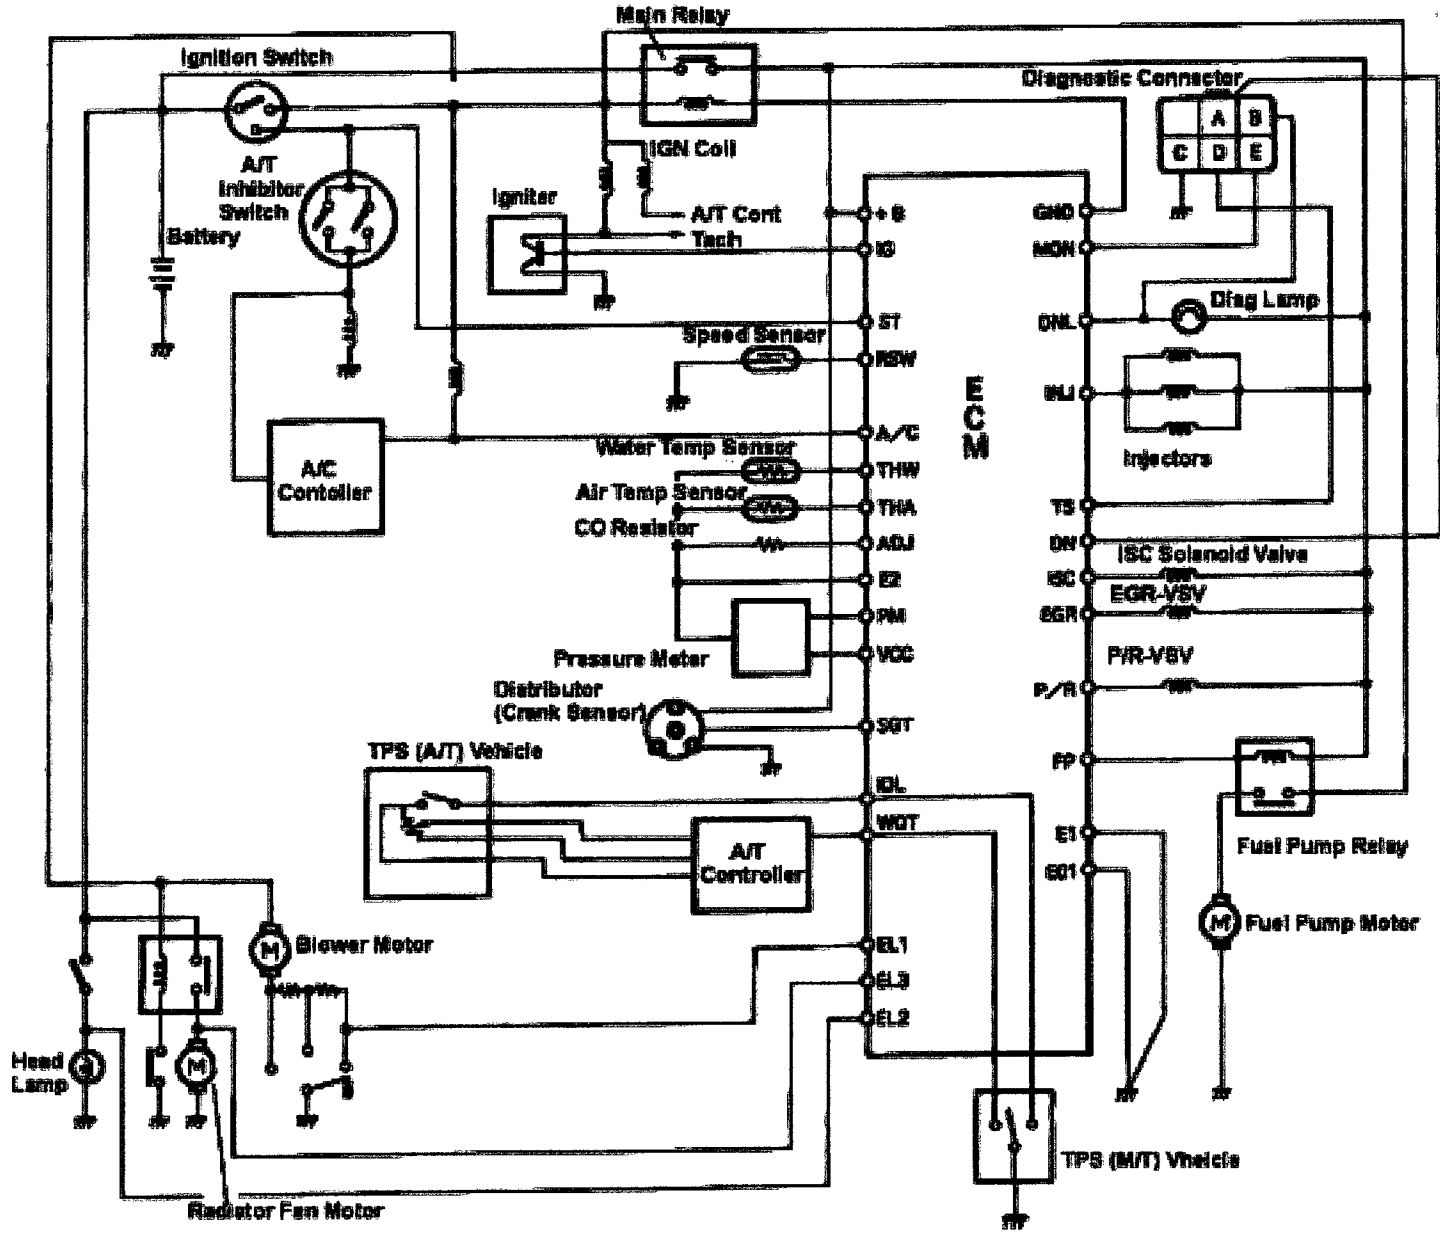 Main Relay
Ignition Switch
Diagnostic Connector
A B
C D E
IGN Coil
A/T
Inhibitor
Switch
Igniter
A/T Cont
Tach
Battery
+ B
GND
IG
MON
Diag Lamp
ST
DNL
Speed Sensor
RSW
ECM
INJ
A/C
Water Temp Sensor
Injectors
A/C
Contoller
THW
Air Temp Sensor
THA
TS
CO Resistor
ADJ
DN
ISC Solanoid Valve
E2
ISC
EGR-VSV
PM
EGR
Pressure Meter
VCC
P/R-VSV
Distributor
(Crank Sensor)
P/R
SGT
TPS (A/T) Vehicle
FP
IDL
WOT
E1
Fuel Pump Relay
A/T
Controller
E01
Fuel Pump Motor
M
M
Blower Motor
EL1
EL3
EL2
Head
Lamp
M
TPS (M/T) Vheicle
Radiator Fan Motor